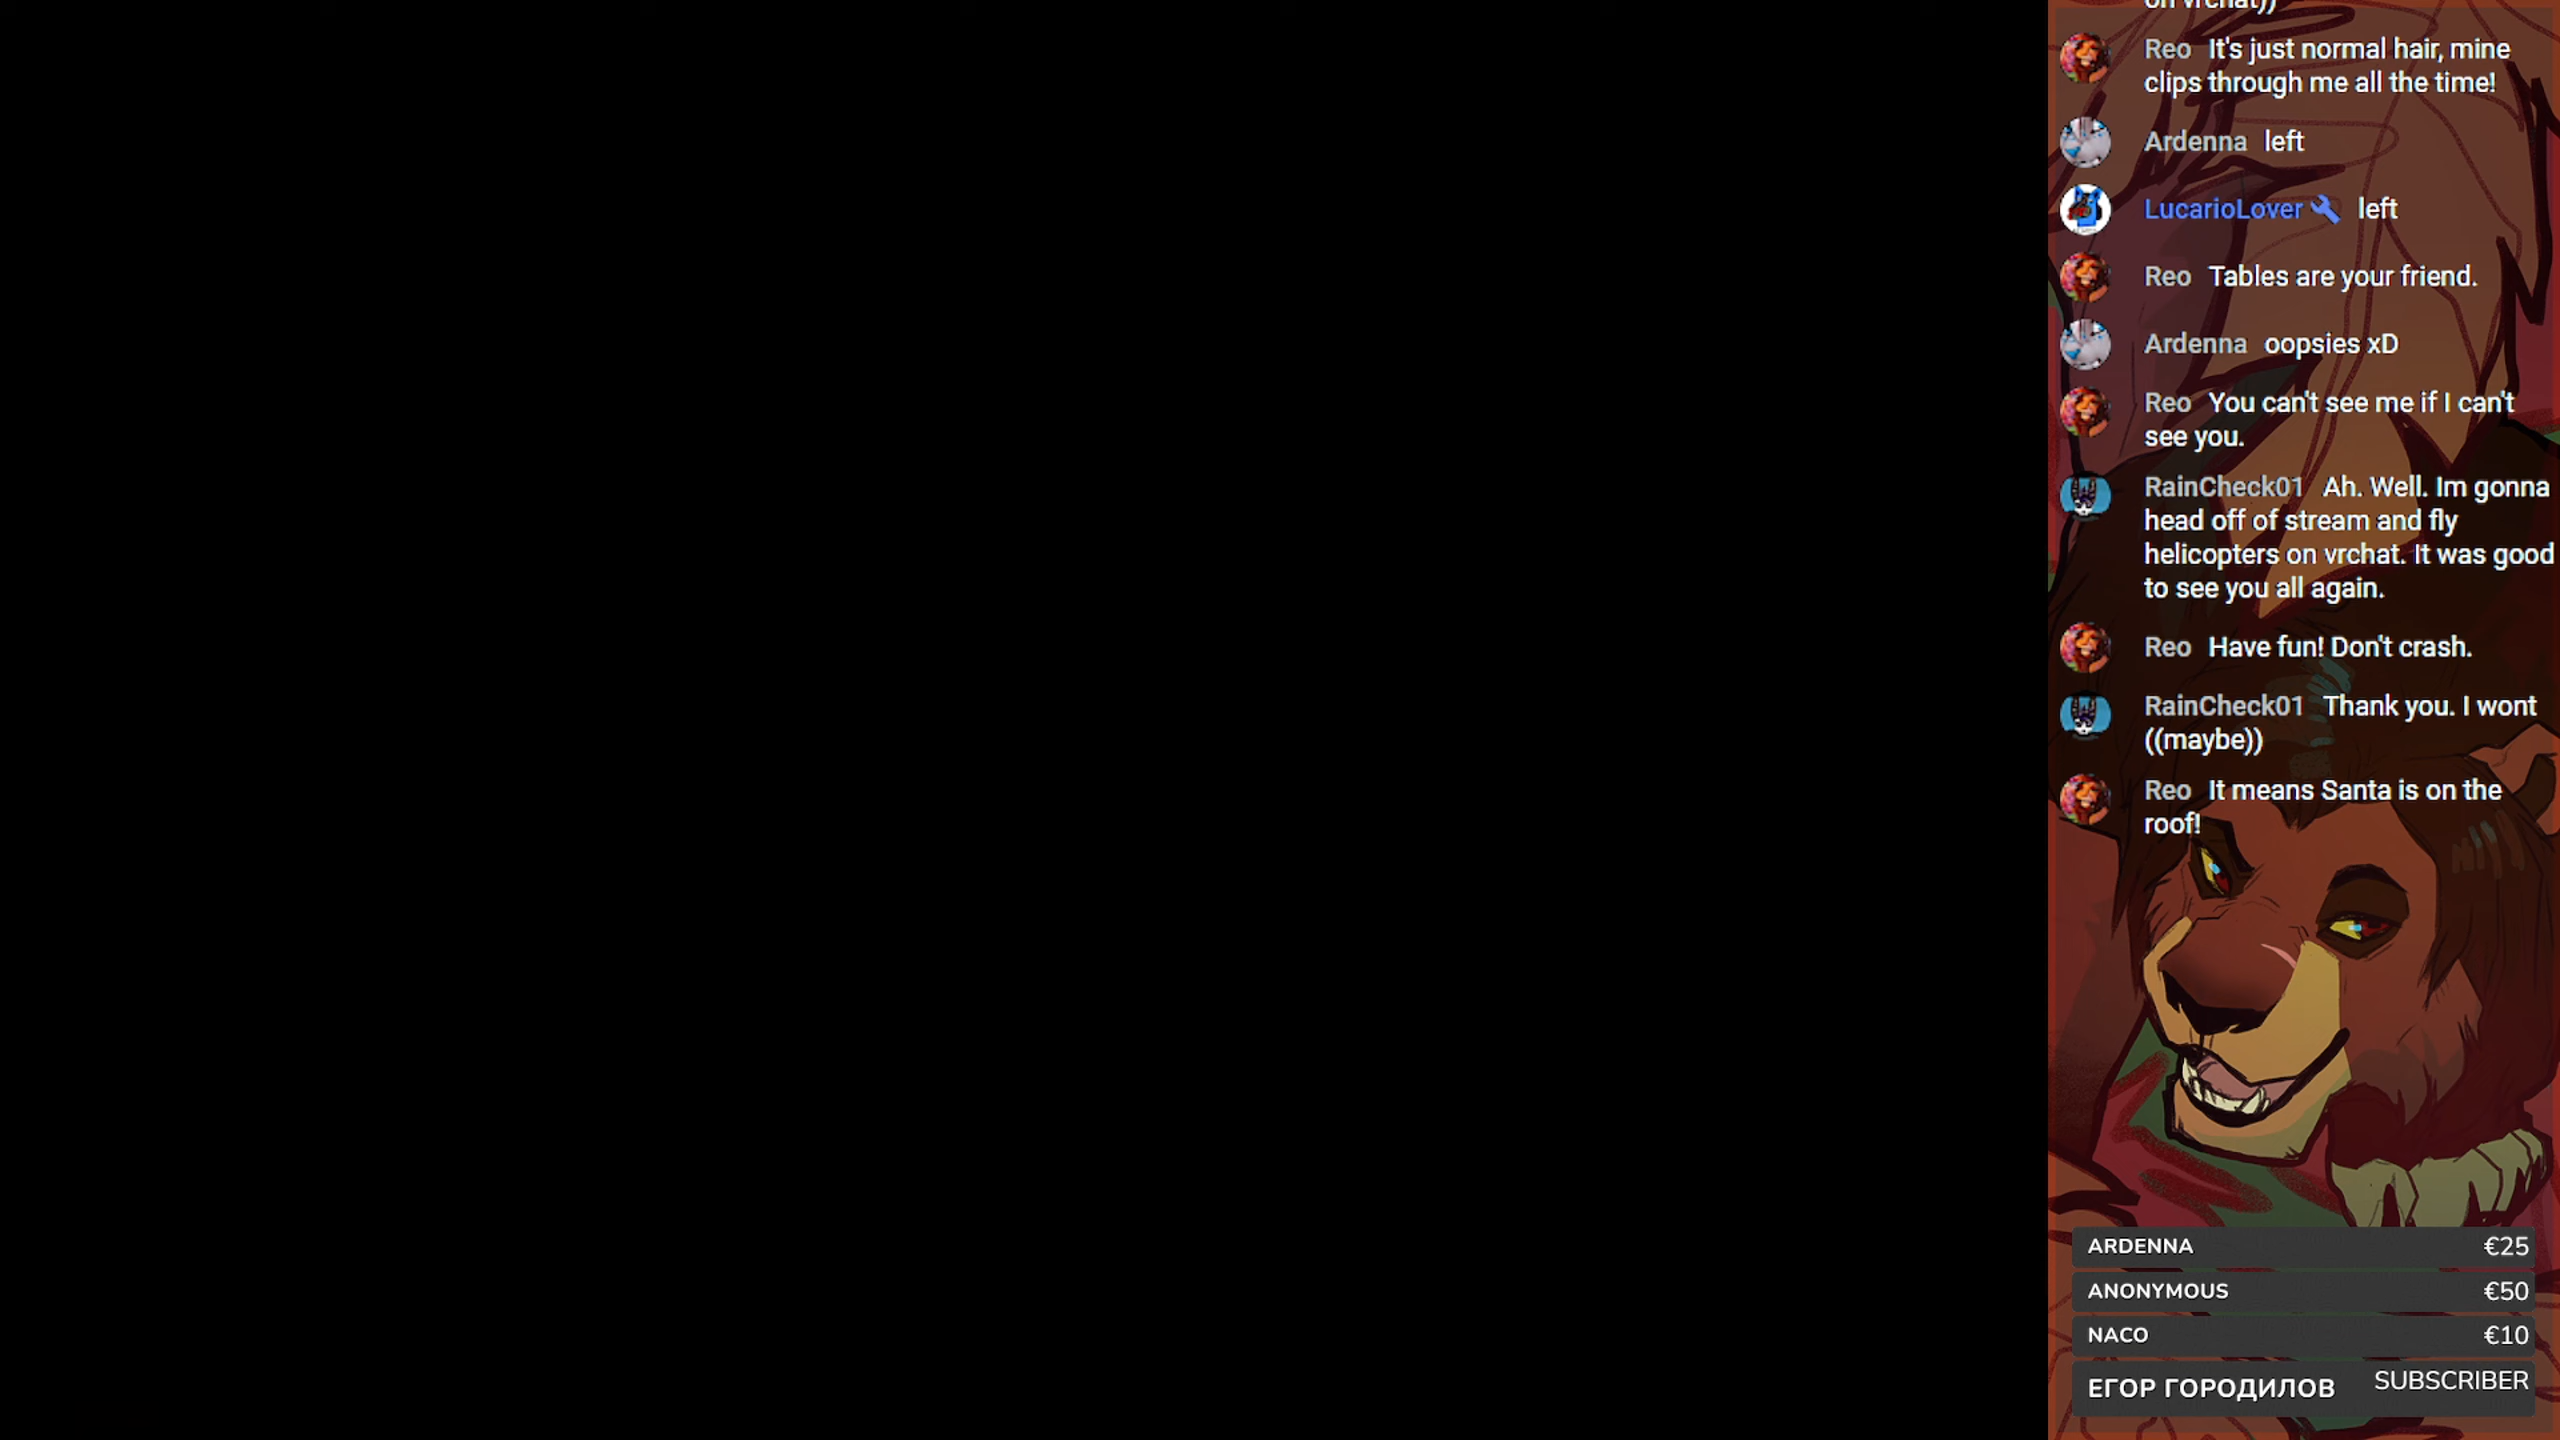 on vrchat))
Reo It's just normal hair, mine
clips through me all the time!
Ardenna left
LucarioLover left
Reo Tables are your friend.
Ardenna oopsies xD
Reo You can't see me if I can't
see you.
RainCheck01 Ah. Well. Im gonna
head off of stream and fly
helicopters on vrchat. It was good
to see you all again.
Reo Have fun! Don't crash.
RainCheck01 Thank you. I wont
((maybe))
Reo It means Santa is on the
roof!
ARDENNA €25
ANONYMOUS €50
NACO €10
ЕГОР ГОРОДИЛОВ SUBSCRIBER